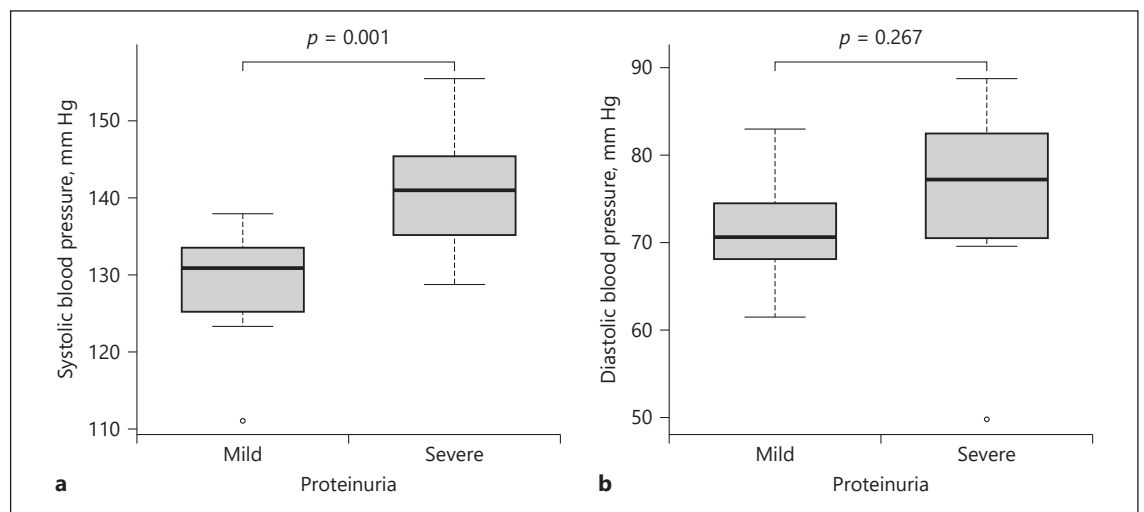 p = 0.001
Systolic blood pressure, mm Hg
150
140
130
120
110
Mild
Severe
Proteinuria
a
p = 0.267
Diastolic blood pressure, mm Hg
90
80
70
60
50
Mild
Severe
Proteinuria
b